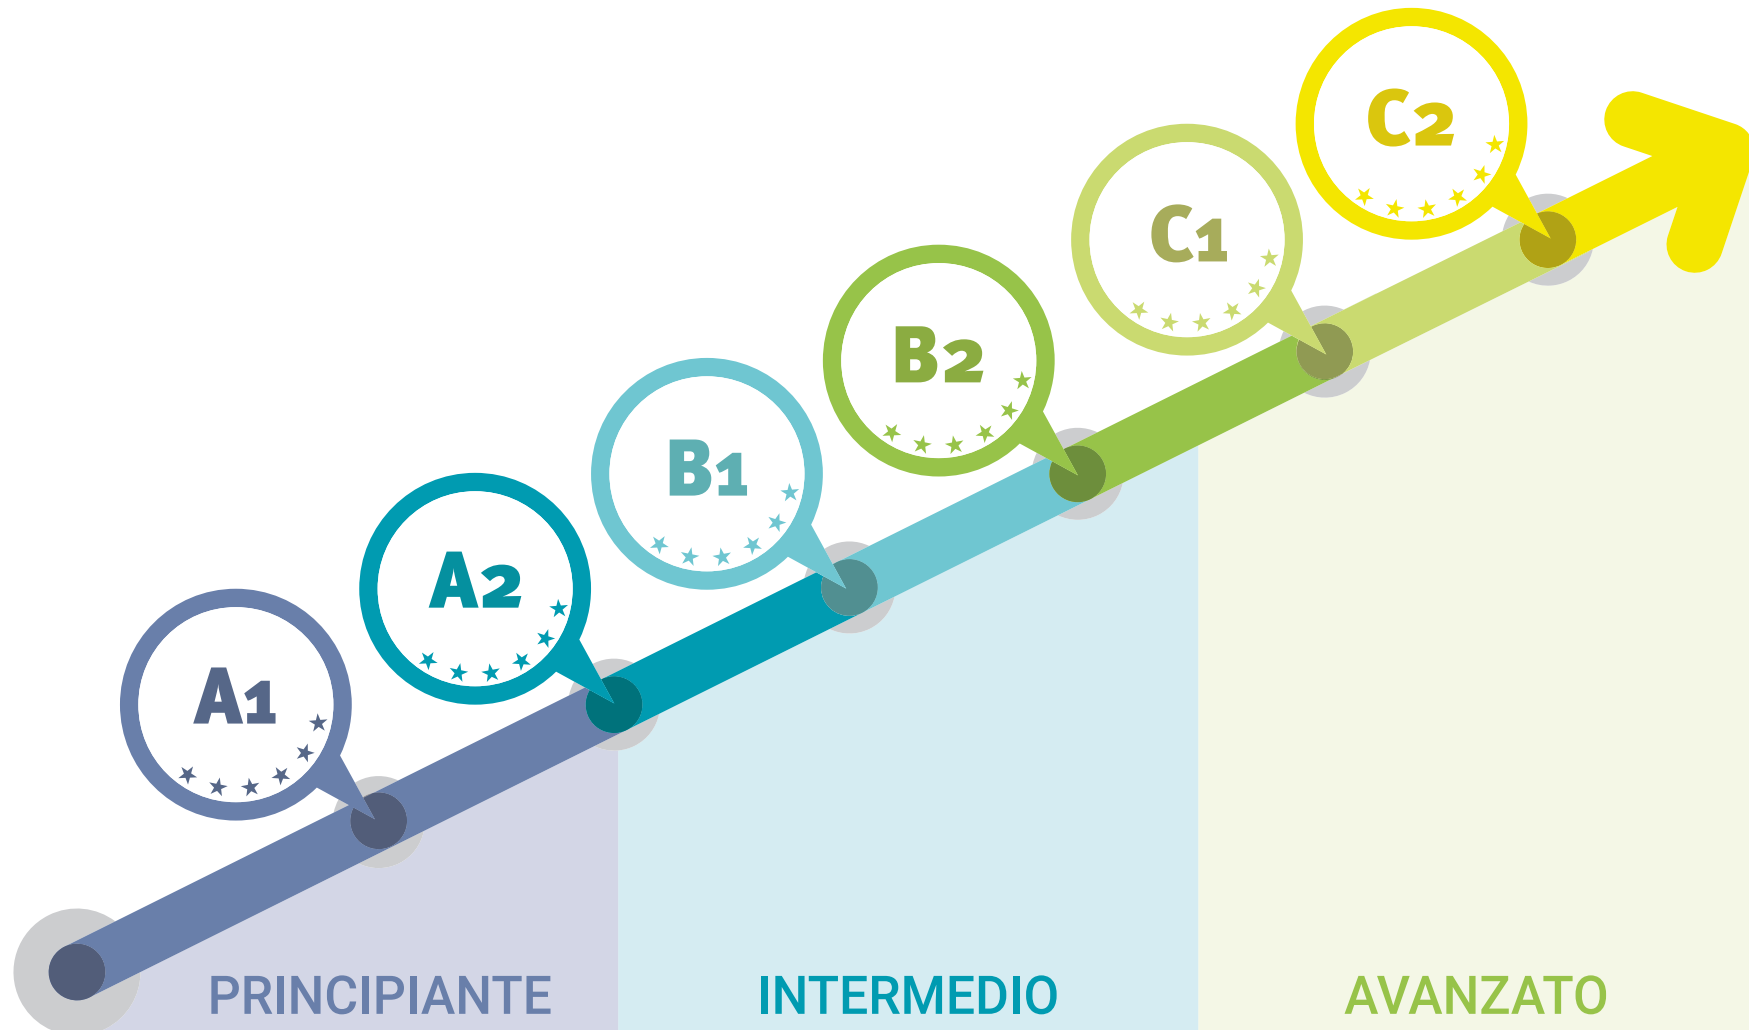 A1
A2
B1
B2
C1
C2
PRINCIPIANTE
INTERMEDIO
AVANZATO